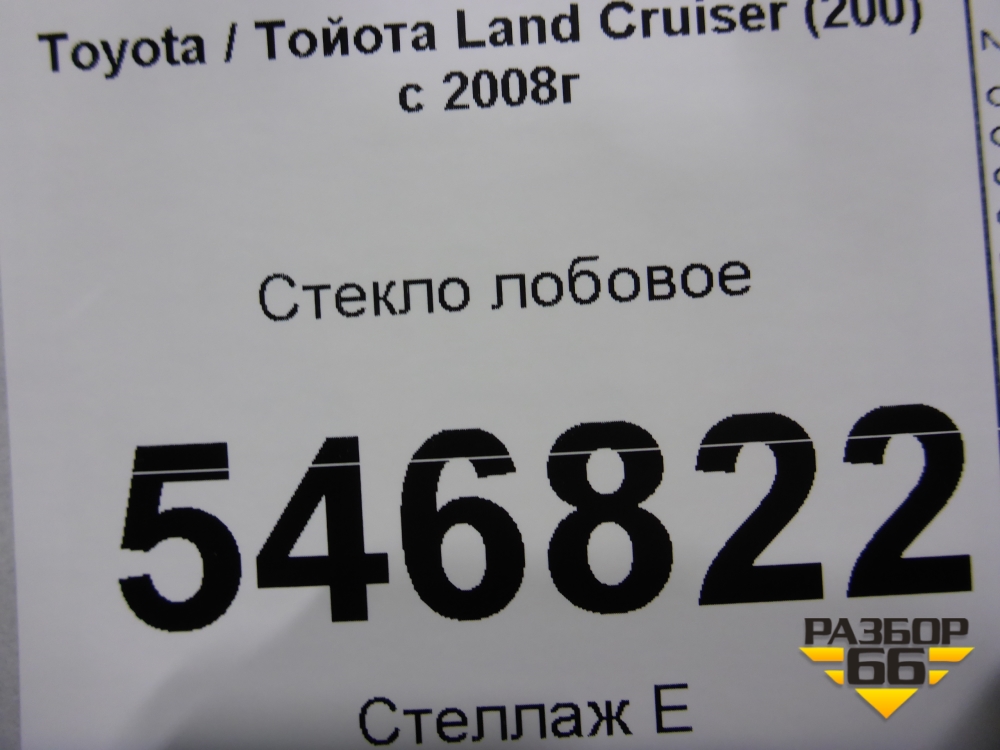 Toyota / Тойота Land Cruiser (200)
с 2008г
Стекло лобовое
546822
Стеллаж Е
РАЗБОР
66